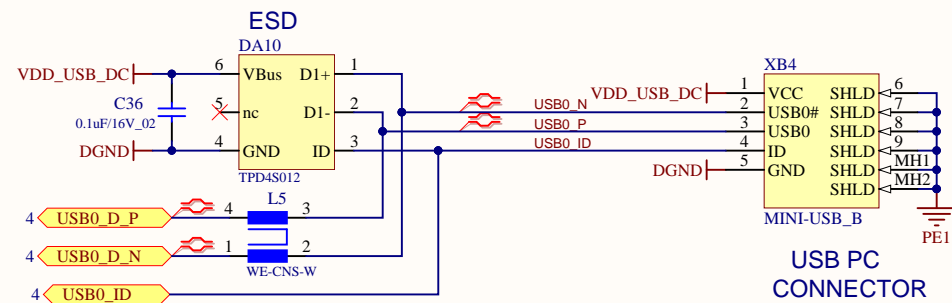 ESD
DA10
VDD_USB_DC 6 VBus D1+ 1
C36
0.1uF/16V_02
5 nc D1- 2
DGND 4 GND ID 3
TPD4S012
USB0_N
USB0_P
USB0_ID
XB4
VDD_USB_DC 1 VCC SHLD 6
2 USB0# SHLD 7
3 USB0 SHLD 8
4 ID SHLD 9
DGND 5 GND SHLD MH1
SHLD MH2
MINI-USB_B
PE1
USB PC
CONNECTOR
L5
4 USB0_D_P 4 3
4 USB0_D_N 1 2
WE-CNS-W
4 USB0_ID